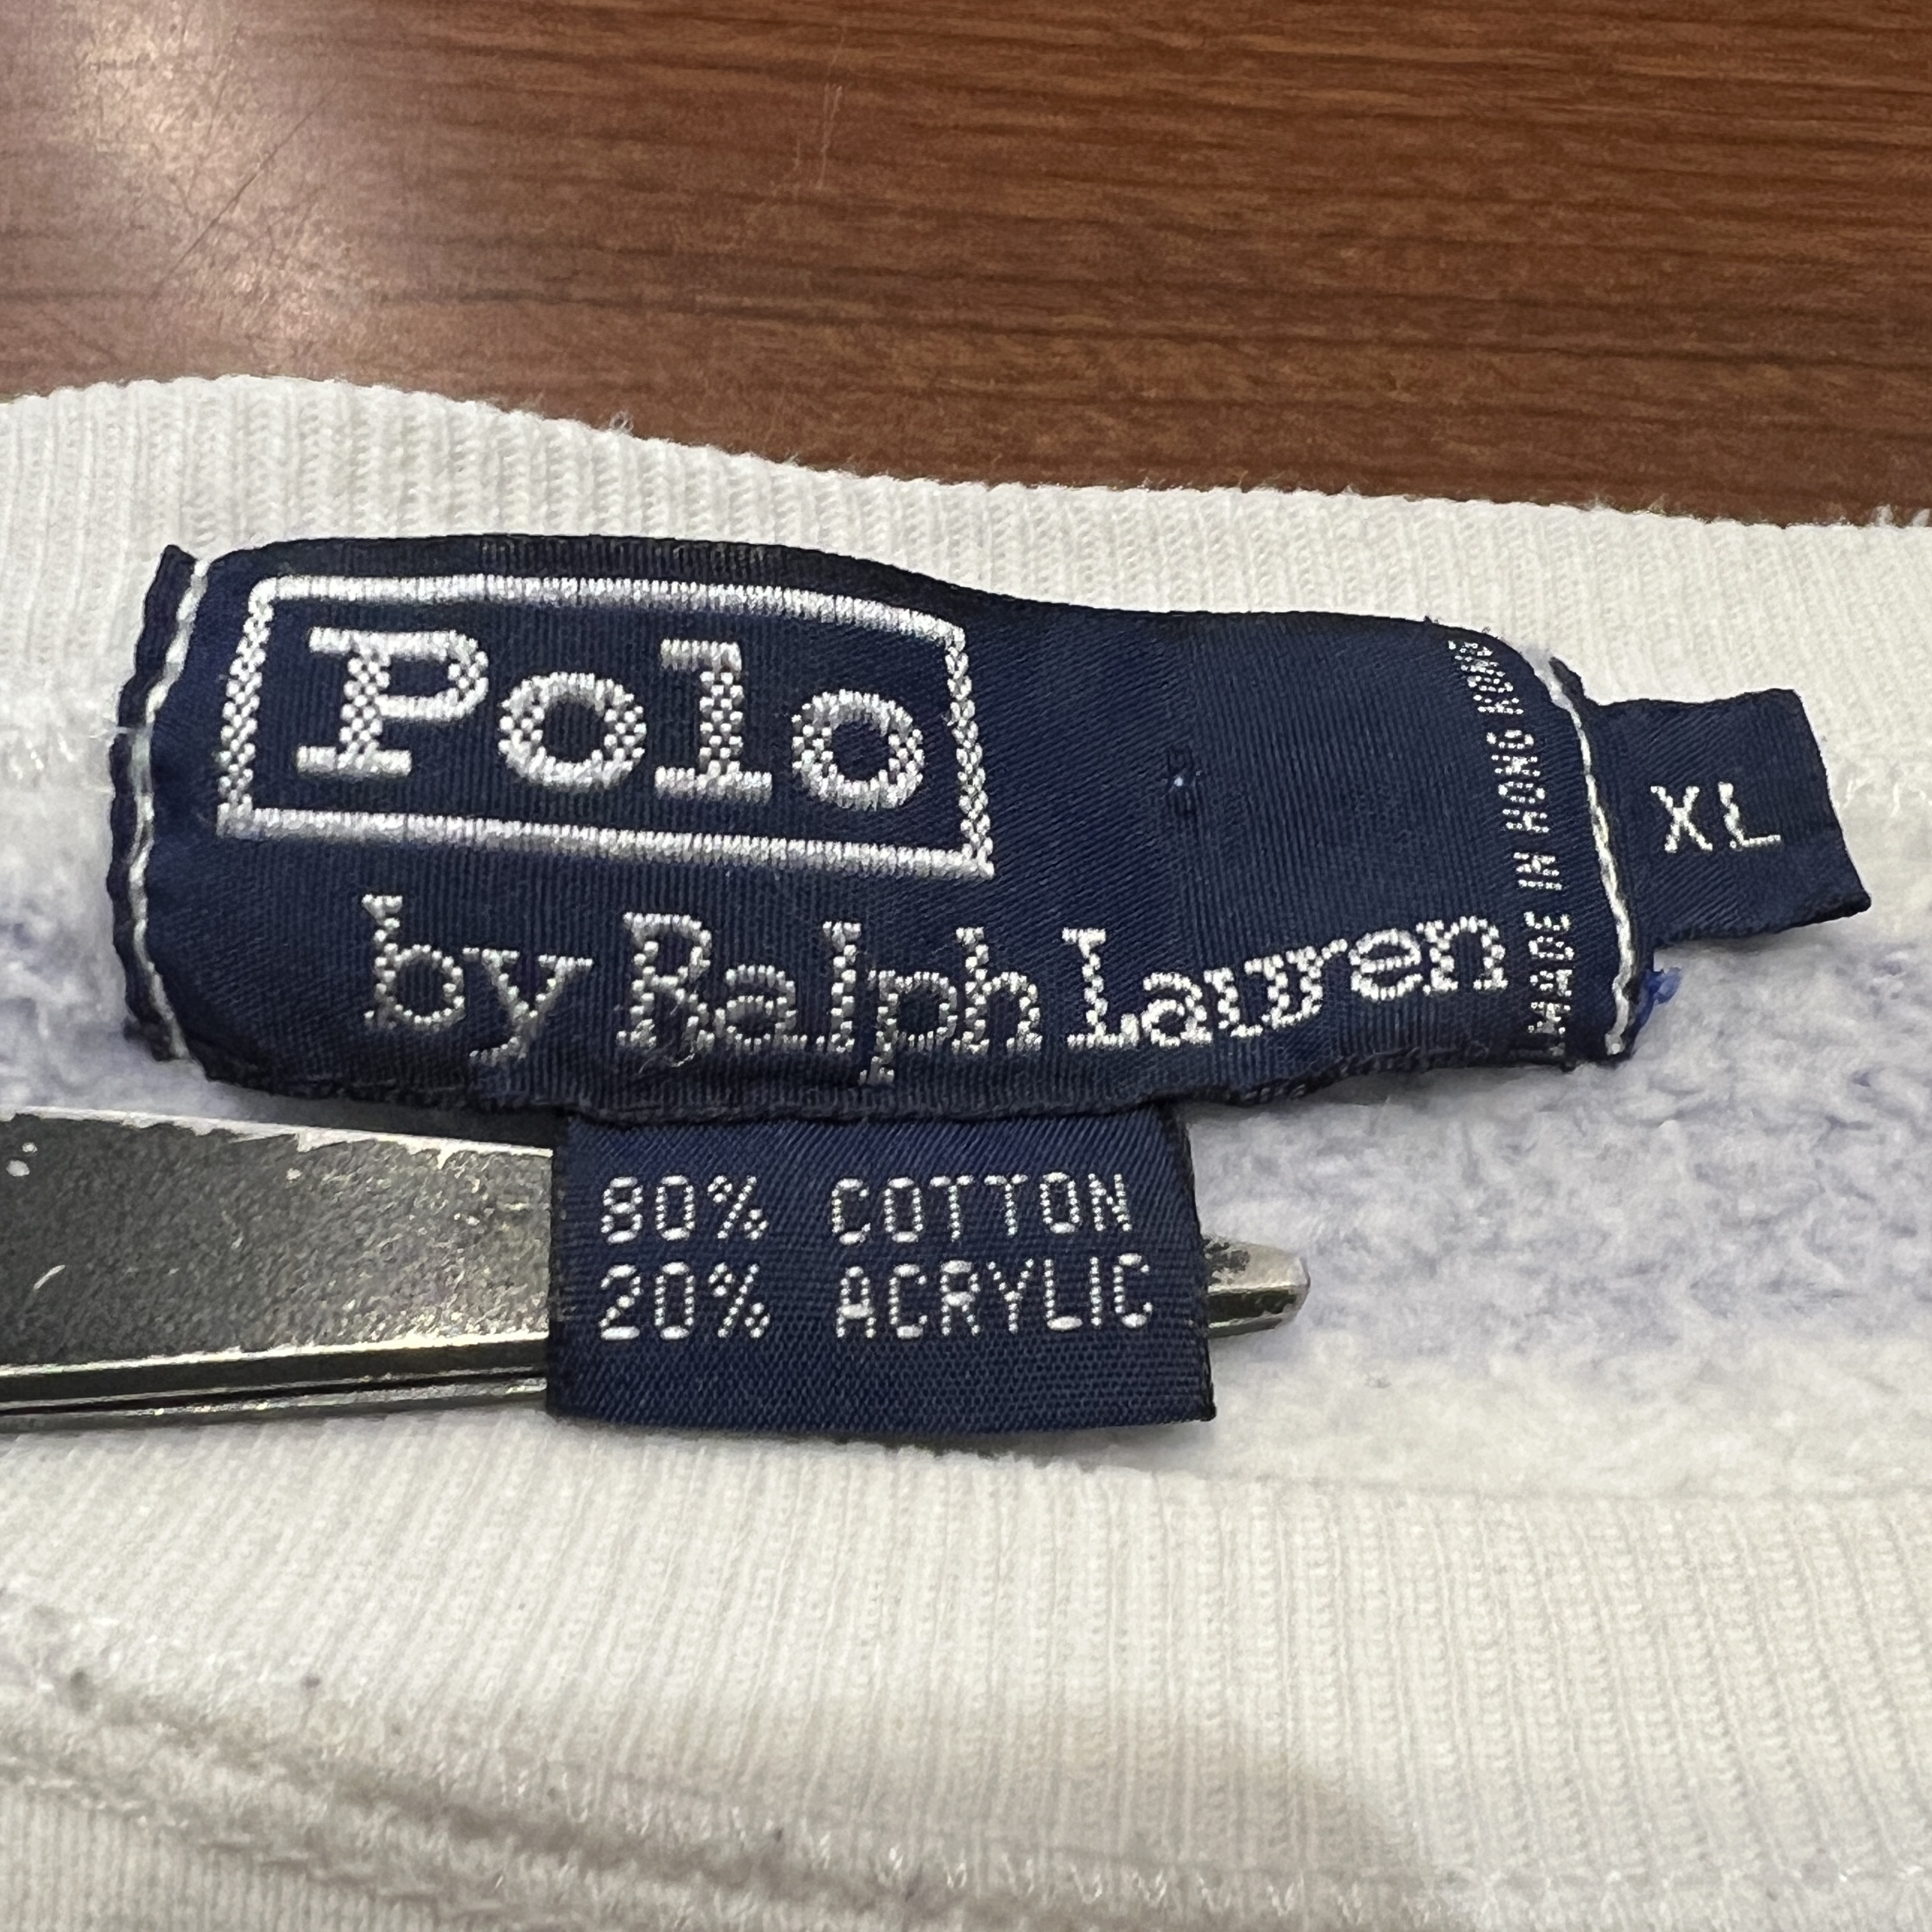 Polo
by Ralph Lauren
MADE IN HONG KONG
XL
80% COTTON
20% ACRYLIC